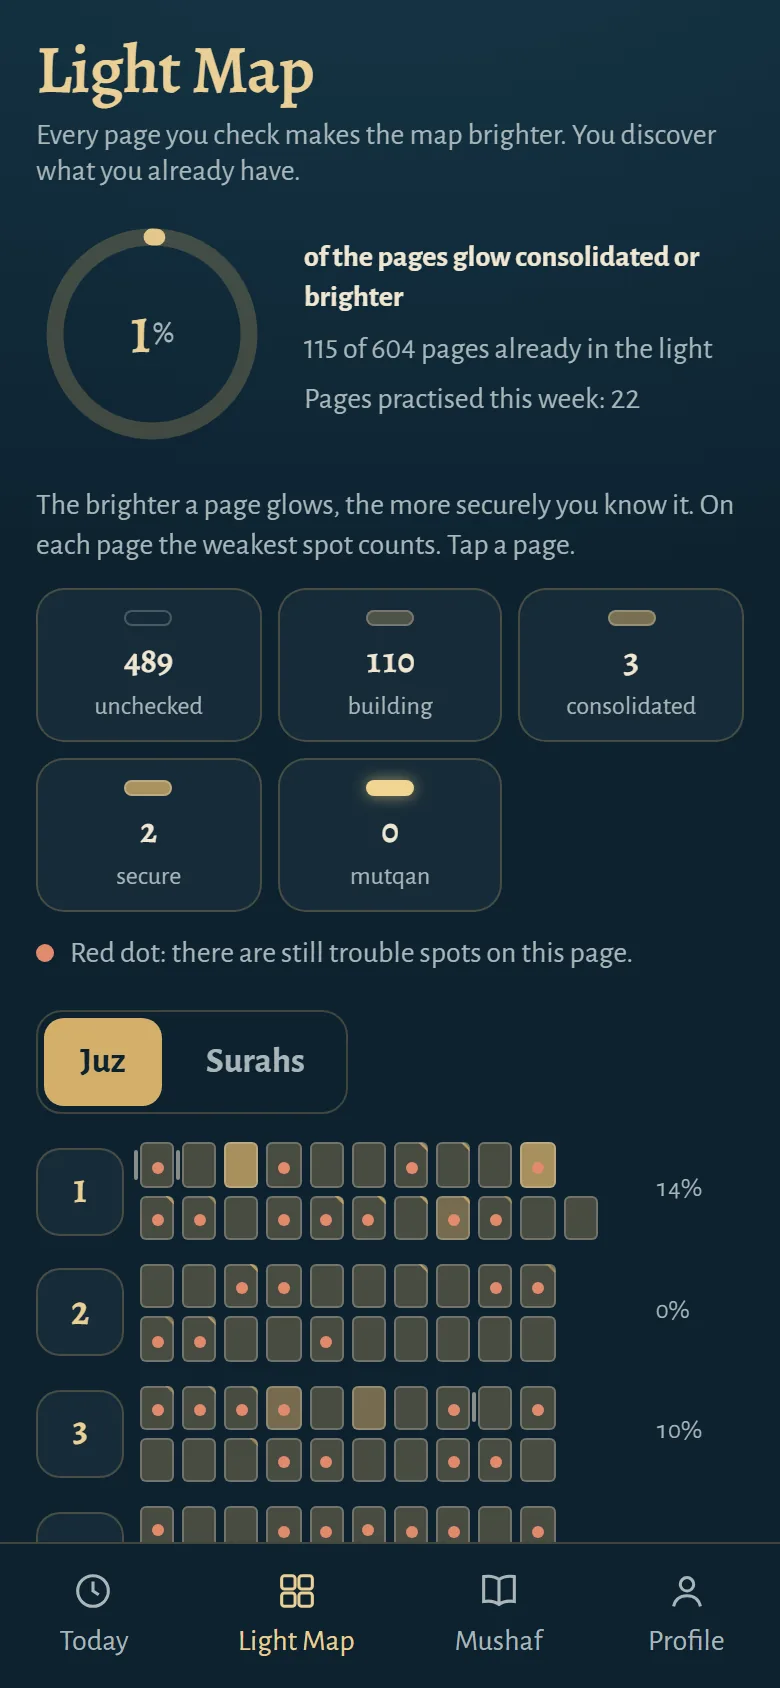 Light Map
Every page you check makes the map brighter. You discover
what you already have.
1%
of the pages glow consolidated or
brighter
115 of 604 pages already in the light
Pages practised this week: 22
The brighter a page glows, the more securely you know it. On
each page the weakest spot counts. Tap a page.
489
unchecked
110
building
3
consolidated
2
secure
0
mutqan
Red dot: there are still trouble spots on this page.
Juz
Surahs
1
14%
2
0%
3
10%
Today
Light Map
Mushaf
Profile